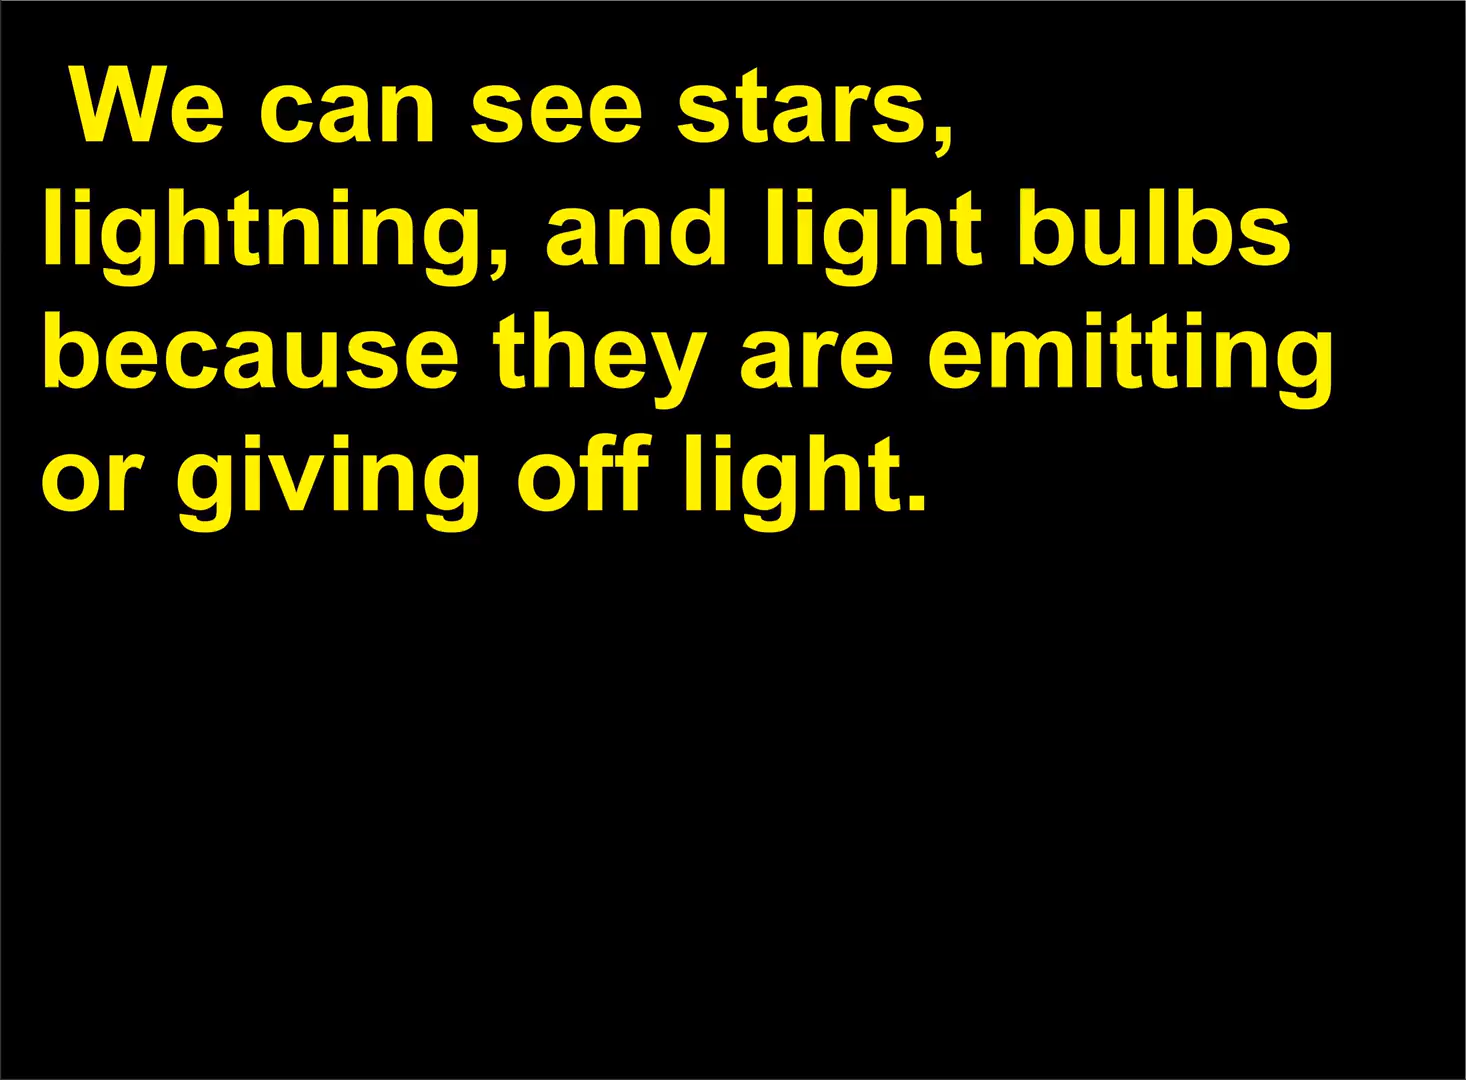 We can see stars,
lightning, and light bulbs
because they are emitting
or giving off light.